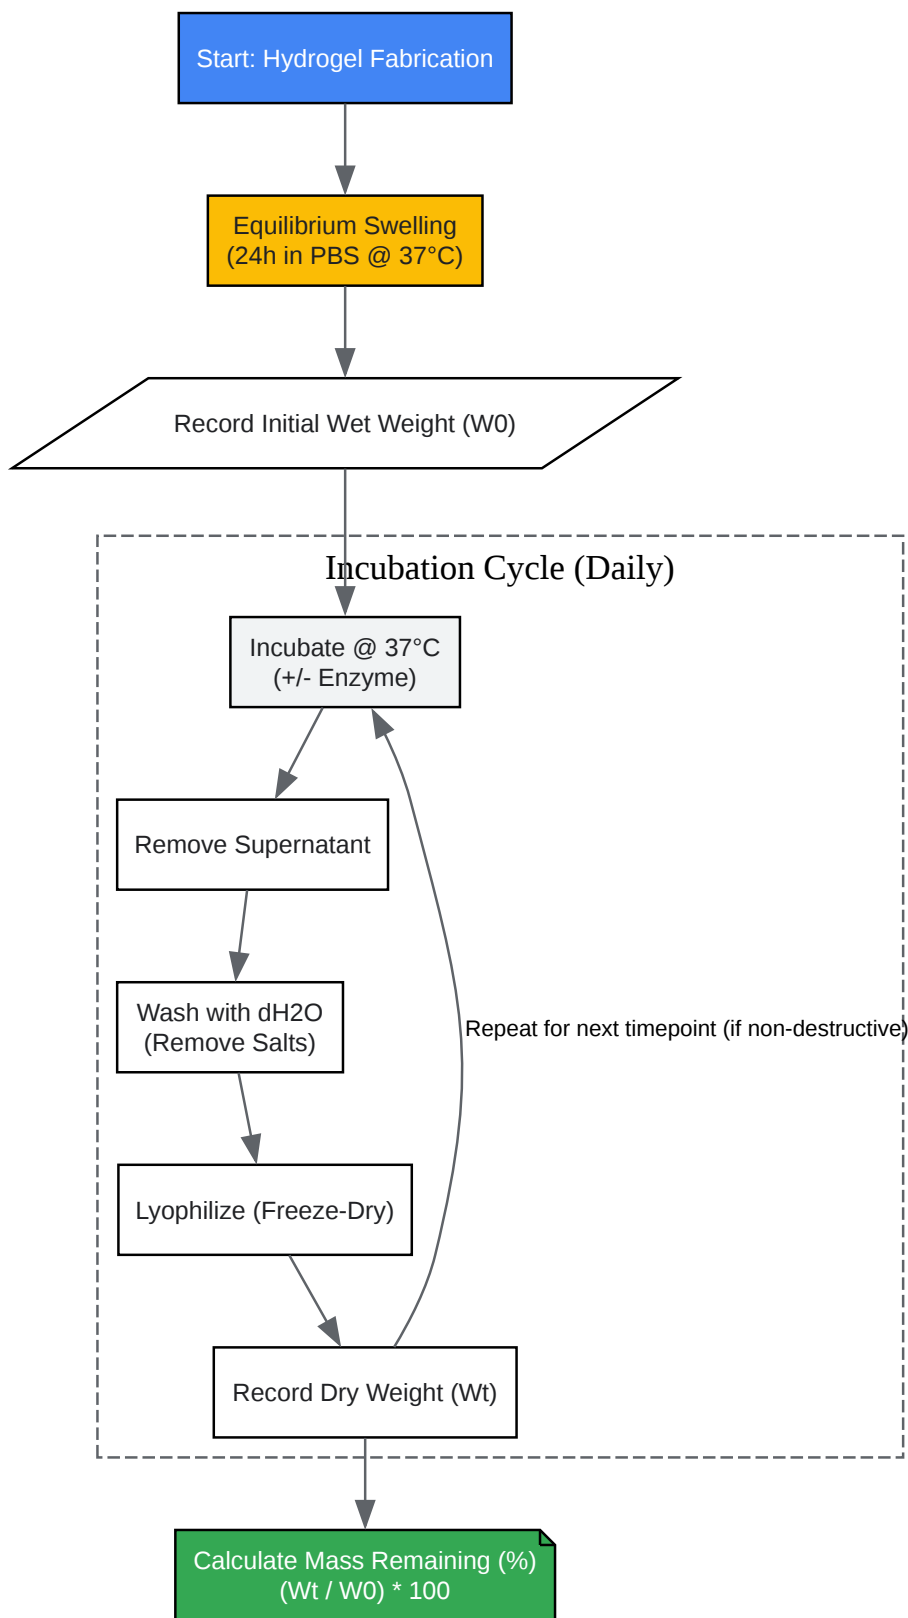 Start: Hydrogel Fabrication
Equilibrium Swelling
(24h in PBS @ 37°C)
Record Initial Wet Weight (W0)
Incubation Cycle (Daily)
Incubate @ 37°C
(+/- Enzyme)
Remove Supernatant
Wash with dH2O
(Remove Salts)
Repeat for next timepoint (if non-destructive)
Lyophilize (Freeze-Dry)
Record Dry Weight (Wt)
Calculate Mass Remaining (%)
(Wt / W0) * 100